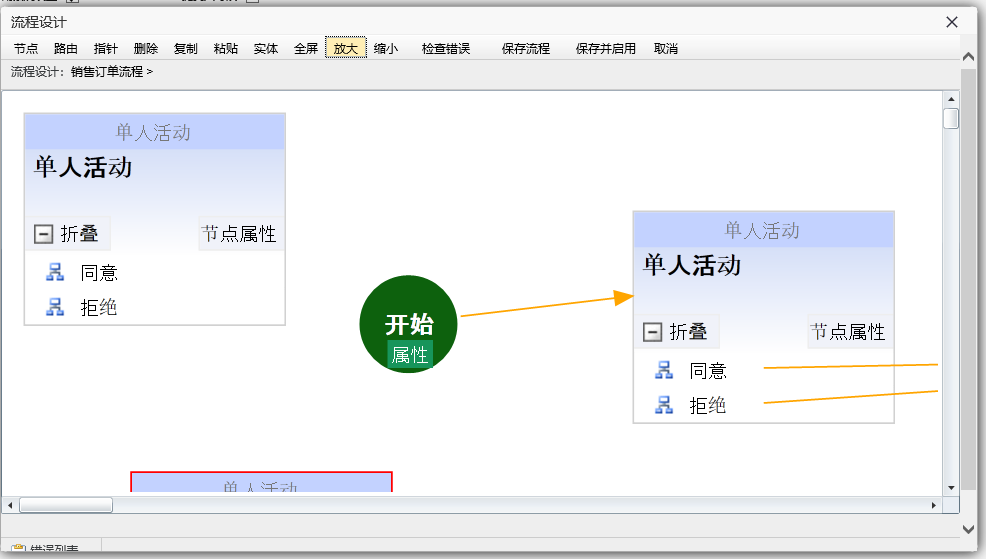 流程设计
节点 路由 指针 删除 复制 粘贴 实体 全屏 放大 缩小 检查错误 保存流程 保存并启用 取消
流程设计: 销售订单流程 >
单人活动
单人活动
折叠 节点属性
同意
拒绝
开始
属性
单人活动
单人活动
折叠 节点属性
同意
拒绝
单人活动
错误列表